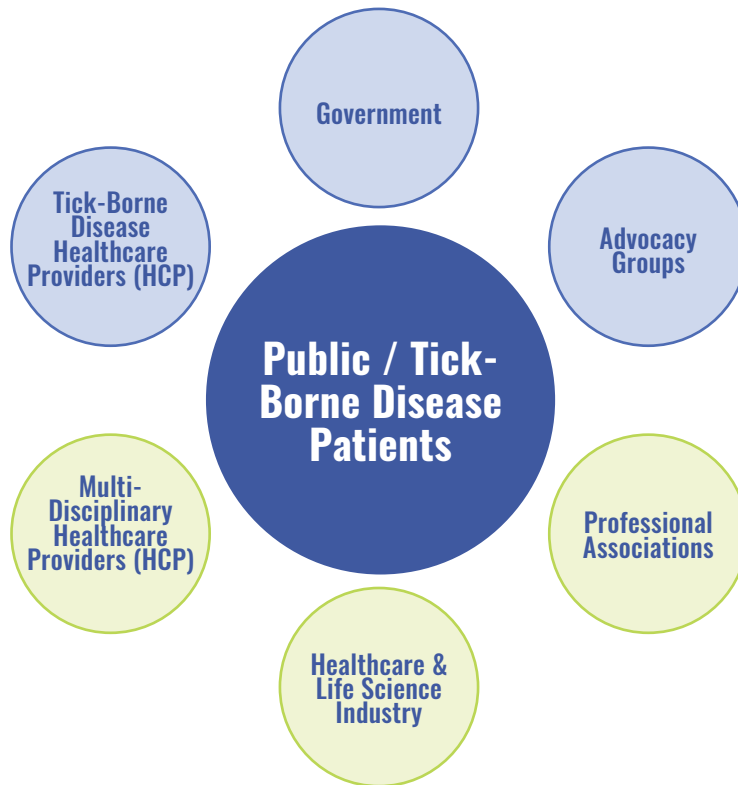 Government
Tick-Borne
Disease
Healthcare
Providers (HCP)
Advocacy
Groups
Public / Tick-
Borne Disease
Patients
Multi-
Disciplinary
Healthcare
Providers (HCP)
Professional
Associations
Healthcare &
Life Science
Industry